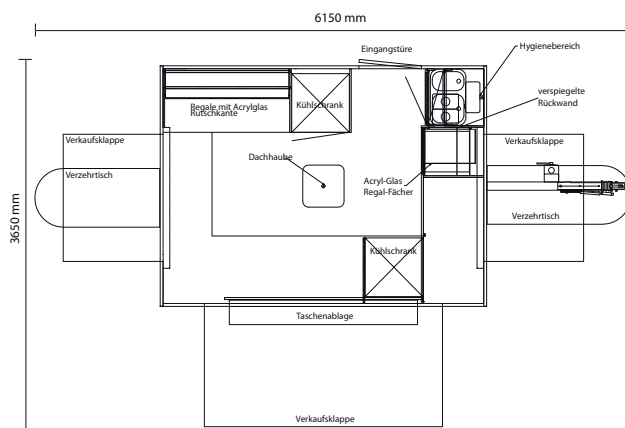 6150 mm
Eingangstüre
Hygienebereich
verspiegelte
Rückwand
Regale mit Acrylglas
Rutschkante
Kühlschrank
Verkaufsklappe
Verkaufsklappe
Dachhaube
Verzehrtisch
Acryl-Glas
Regal-Fächer
3650 mm
Verzehrtisch
Kühlschrank
Taschenablage
Verkaufsklappe